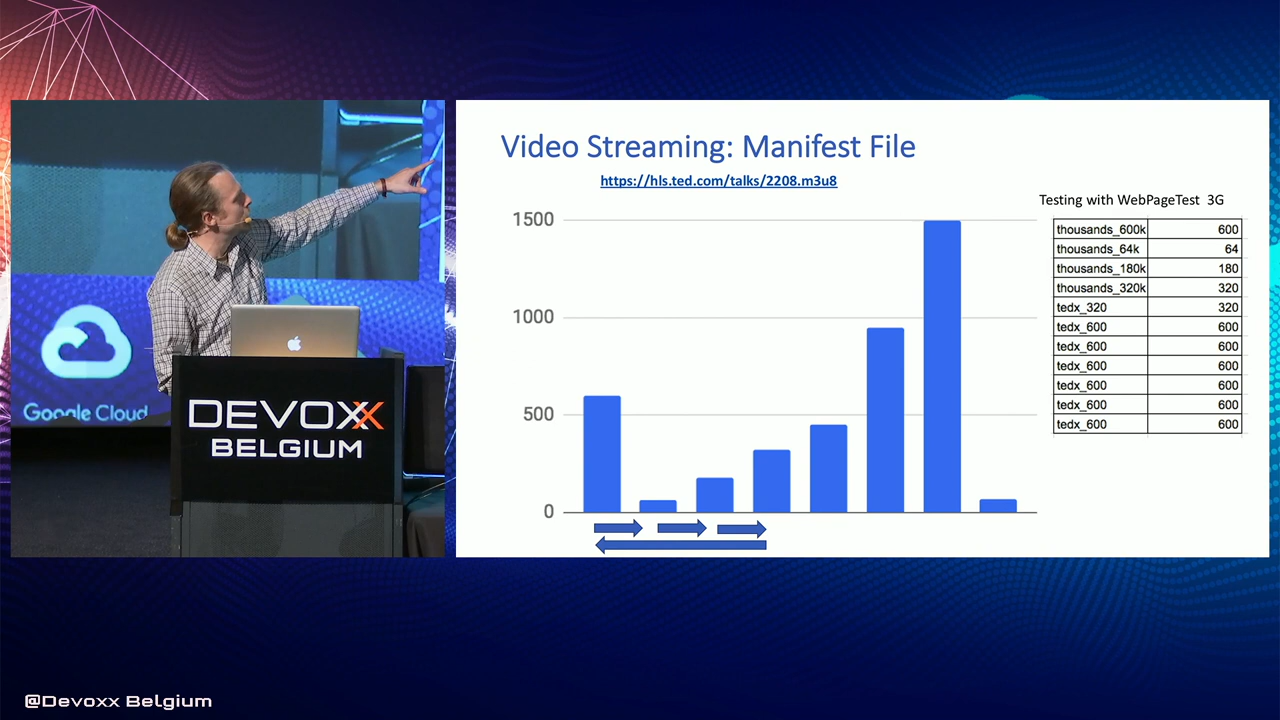 Video Streaming: Manifest File
https://hls.ted.com/talks/2208.m3u8
Testing with WebPageTest 3G
1500
1000
500
0
thousands_600k 600
thousands_64k 64
thousands_180k 180
thousands_320k 320
tedx_320 320
tedx_600 600
tedx_600 600
tedx_600 600
tedx_600 600
tedx_600 600
tedx_600 600
Google Cloud
DEVOXX
BELGIUM
@Devoxx Belgium